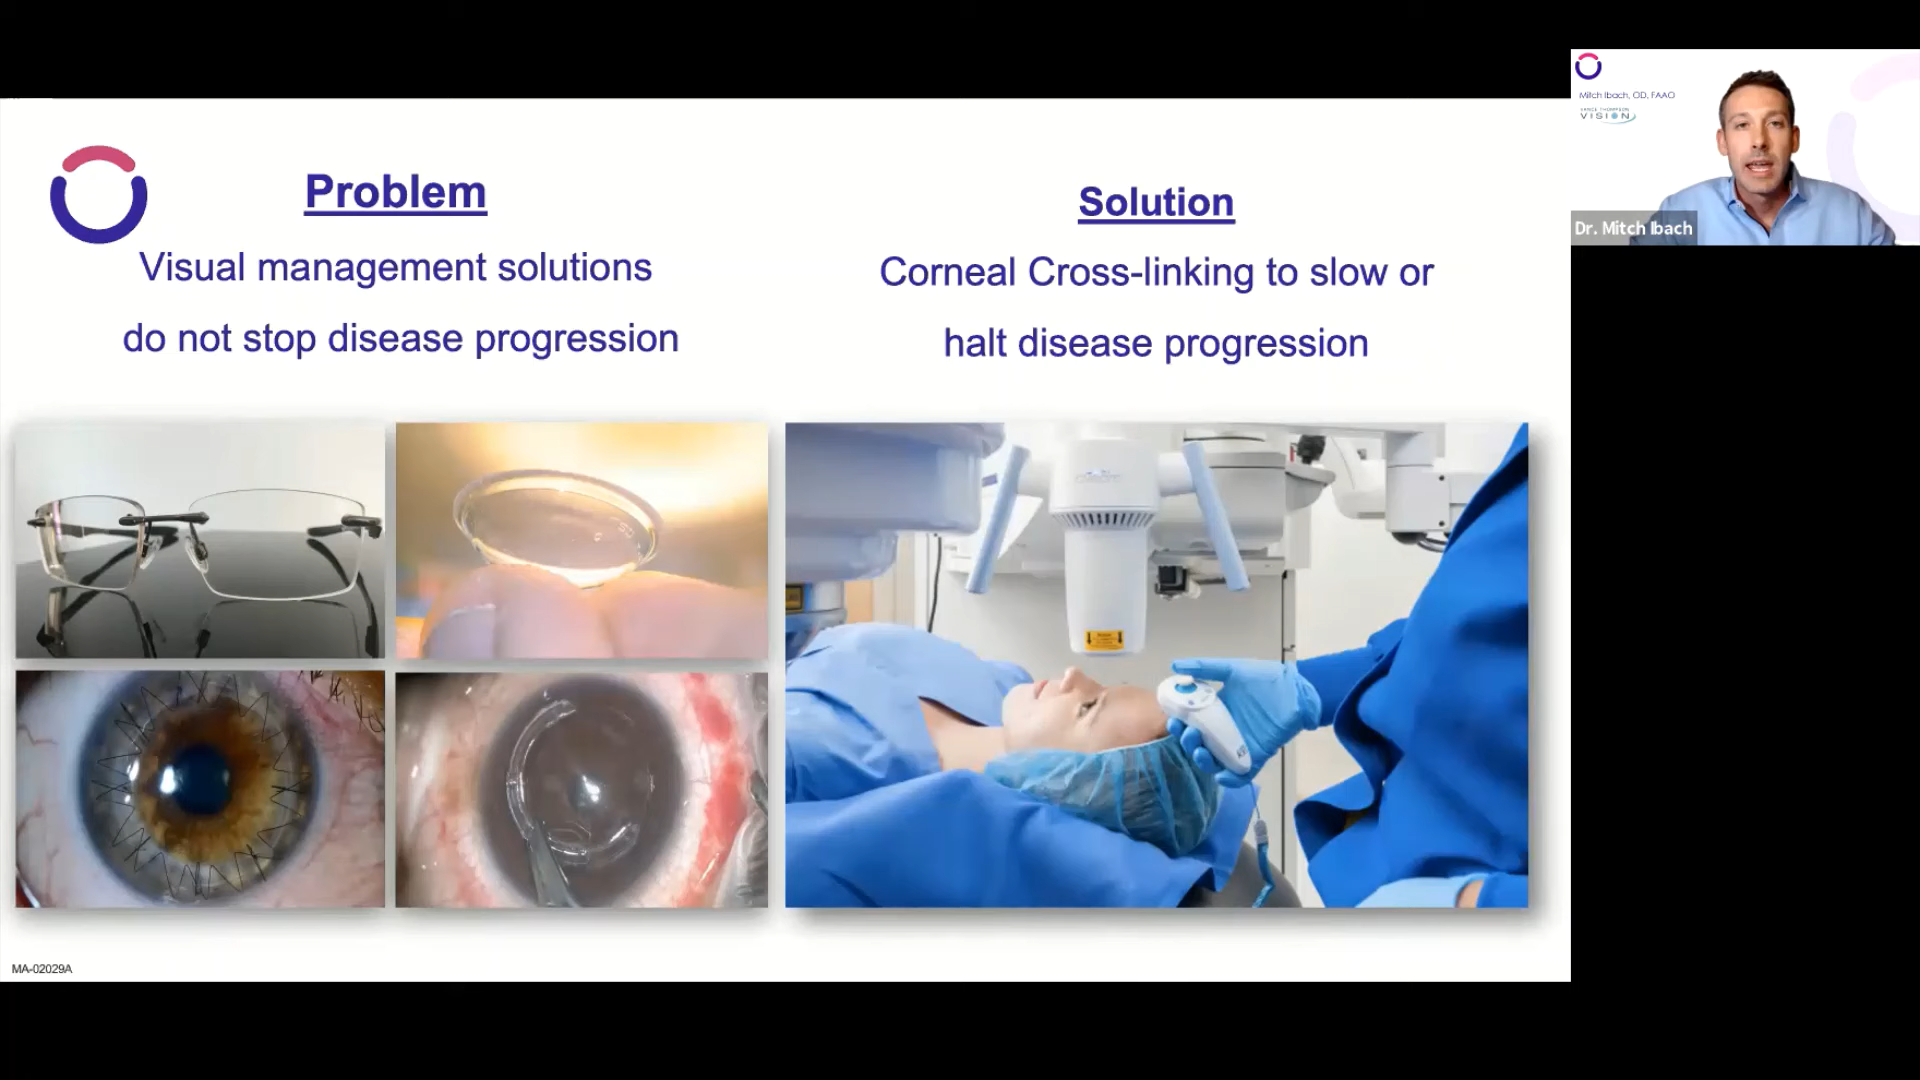 Problem
Visual management solutions
do not stop disease progression
Solution
Corneal Cross-linking to slow or
halt disease progression
MA-02029A
Mitch Ibach, OD, FAAO
VANCE THOMPSON
VISION
Dr. Mitch Ibach